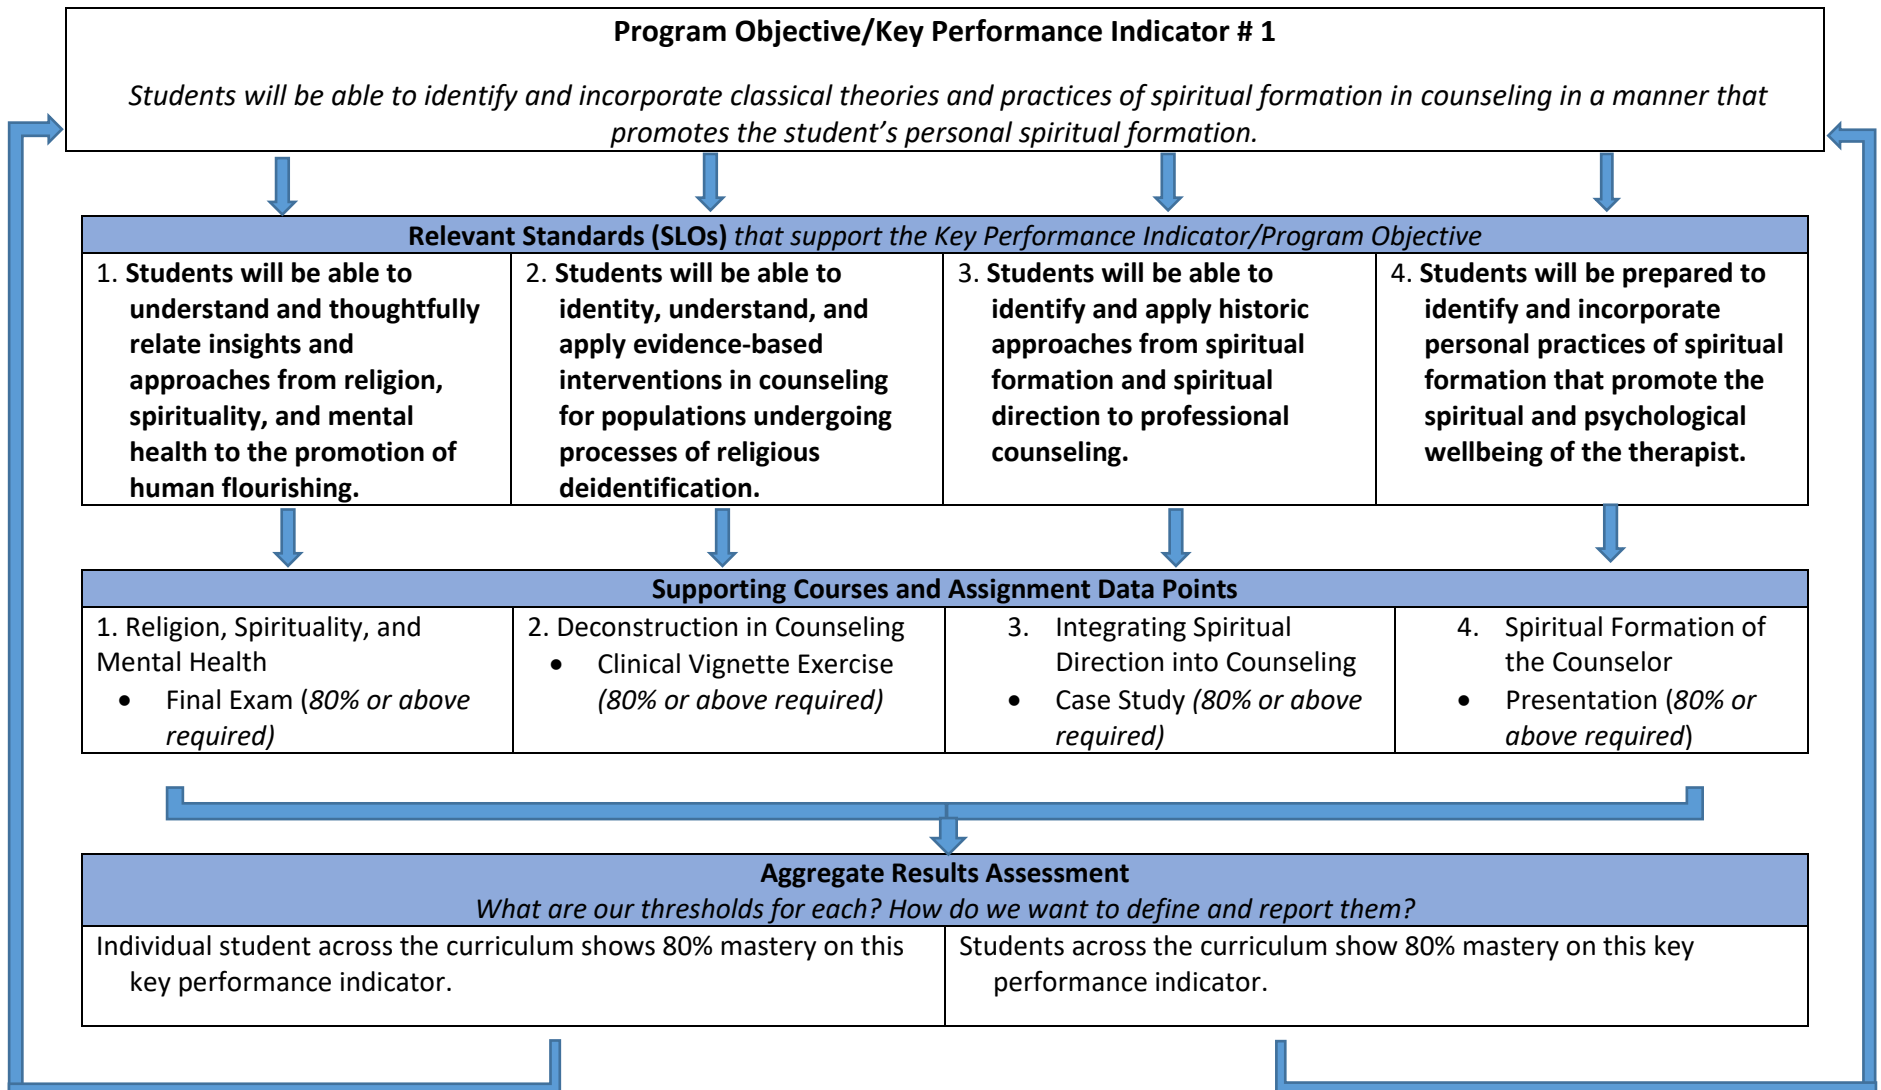 Program Objective/Key Performance Indicator # 1
Students will be able to identify and incorporate classical theories and practices of spiritual formation in counseling in a manner that
promotes the student's personal spiritual formation.
Relevant Standards (SLOs) that support the Key Performance Indicator/Program Objective
1. Students will be able to
understand and thoughtfully
relate insights and
approaches from religion,
spirituality, and mental
health to the promotion of
human flourishing.
2. Students will be able to
identity, understand, and
apply evidence-based
interventions in counseling
for populations undergoing
processes of religious
deidentification.
3. Students will be able to
identify and apply historic
approaches from spiritual
formation and spiritual
direction to professional
counseling.
4. Students will be prepared to
identify and incorporate
personal practices of spiritual
formation that promote the
spiritual and psychological
wellbeing of the therapist.
Supporting Courses and Assignment Data Points
1. Religion, Spirituality, and
Mental Health
• Final Exam (80% or above
required)
2. Deconstruction in Counseling
• Clinical Vignette Exercise
(80% or above required)
3. Integrating Spiritual
Direction into Counseling
• Case Study (80% or above
required)
4. Spiritual Formation of
the Counselor
• Presentation (80% or
above required)
Aggregate Results Assessment
What are our thresholds for each? How do we want to define and report them?
Individual student across the curriculum shows 80% mastery on this
key performance indicator.
Students across the curriculum show 80% mastery on this key
performance indicator.